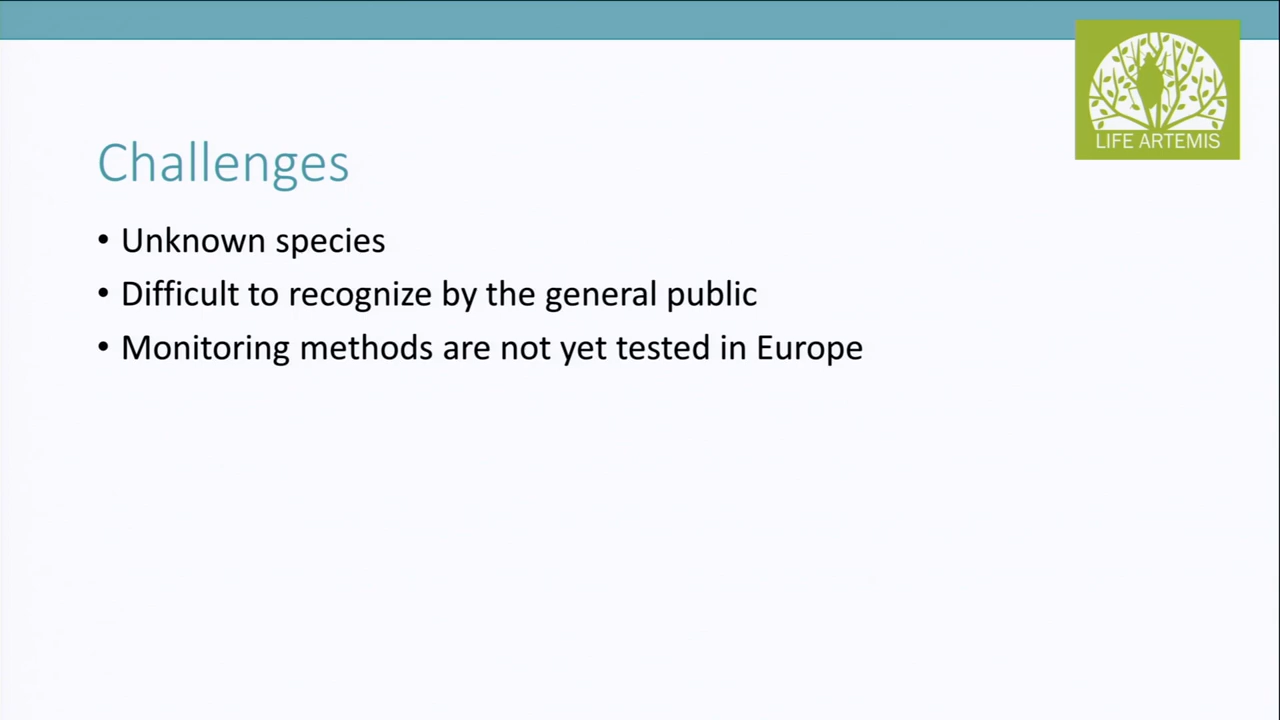 LIFE ARTEMIS
Challenges
• Unknown species
• Difficult to recognize by the general public
• Monitoring methods are not yet tested in Europe